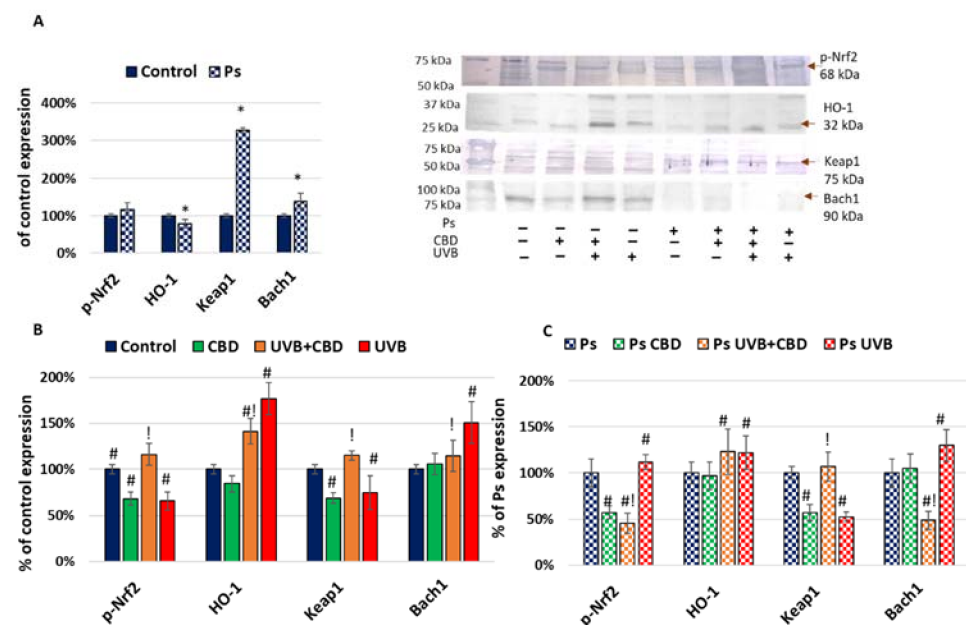 A
Control Ps
of control expression
400%
300%
200%
100%
0%
* * *
p-Nrf2 HO-1 Keap1 Bach1
75 kDa p-Nrf2
68 kDa
50 kDa
37 kDa HO-1
25 kDa 32 kDa
75 kDa
50 kDa Keap1
75 kDa
100 kDa Bach1
75 kDa
90 kDa
Ps – – – – + + + +
CBD – + + – – + + –
UVB – – + + – – + +
B
Control CBD UVB+CBD UVB
% of control expression
200%
150%
100%
50%
0%
# # ! # #! # # ! # ! #
p-Nrf2 HO-1 Keap1 Bach1
C
Ps Ps CBD Ps UVB+CBD Ps UVB
% of Ps expression
200%
150%
100%
50%
0%
# #! # # # # ! # #! #
p-Nrf2 HO-1 Keap1 Bach1